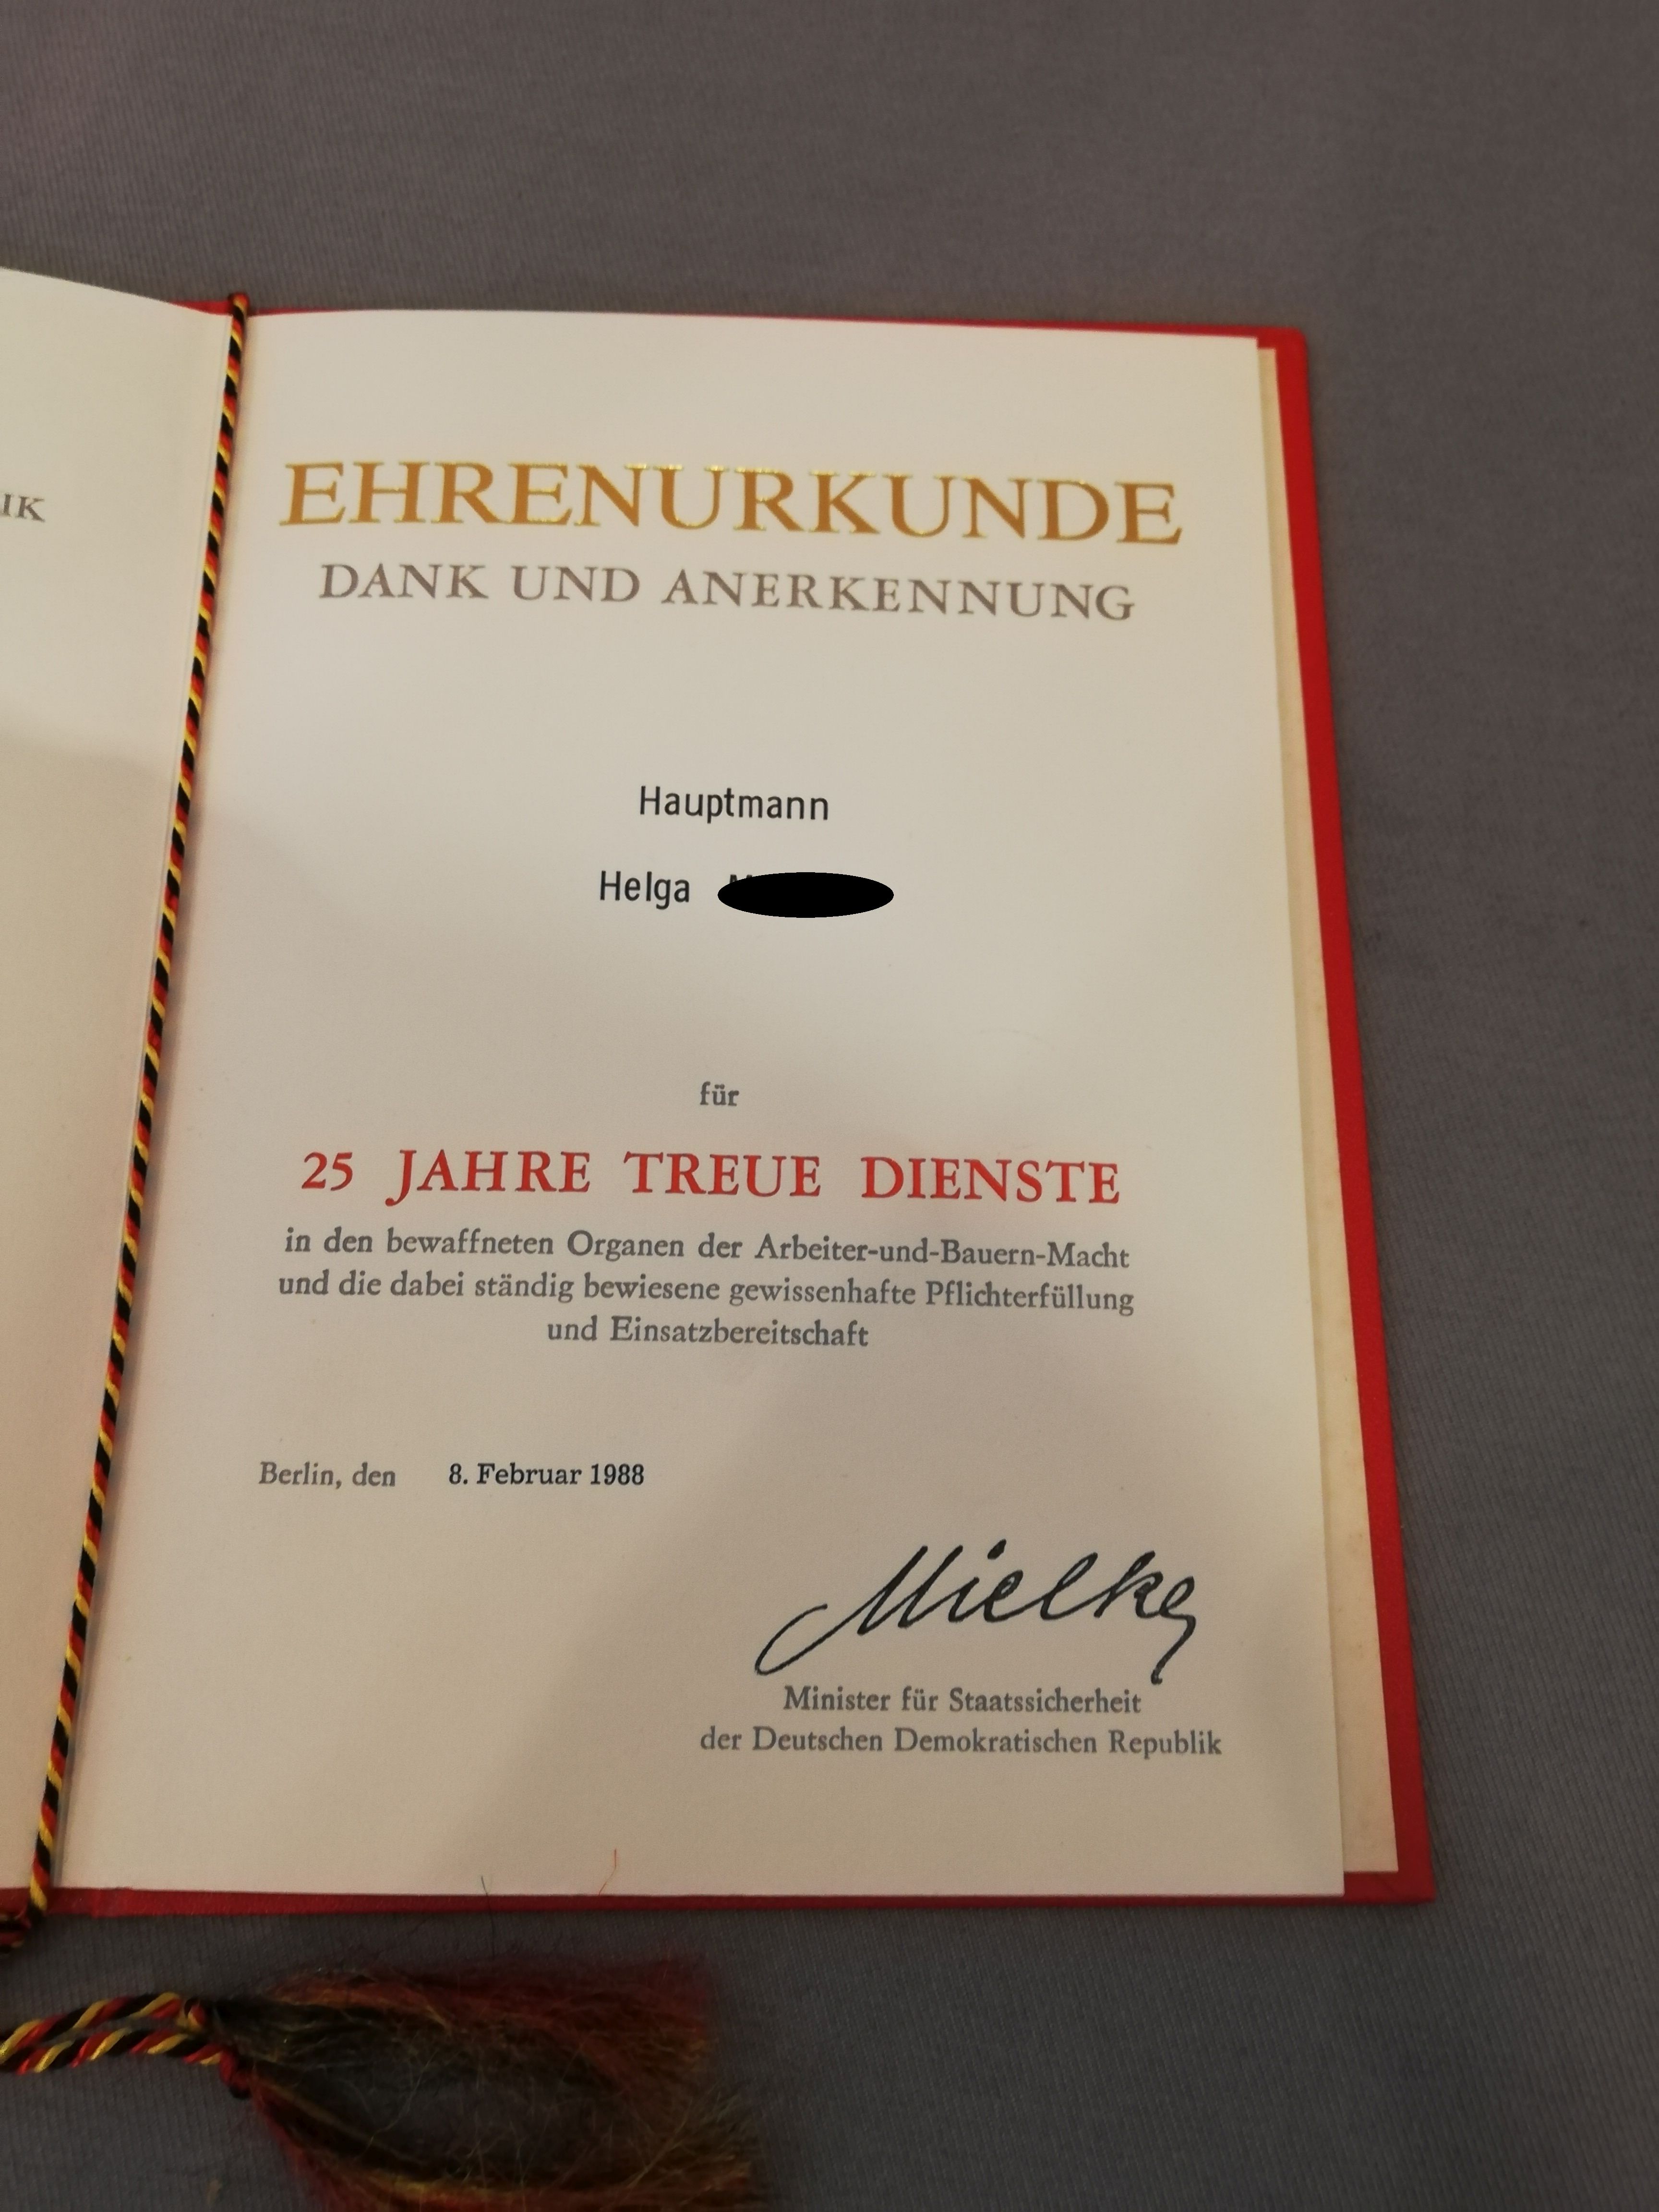 IK
EHRENURKUNDE
DANK UND ANERKENNUNG
Hauptmann
Helga
für
25 JAHRE TREUE DIENSTE
in den bewaffneten Organen der Arbeiter-und-Bauern-Macht
und die dabei ständig bewiesene gewissenhafte Pflichterfüllung
und Einsatzbereitschaft
Berlin, den 8. Februar 1988
Mielke
Minister für Staatssicherheit
der Deutschen Demokratischen Republik